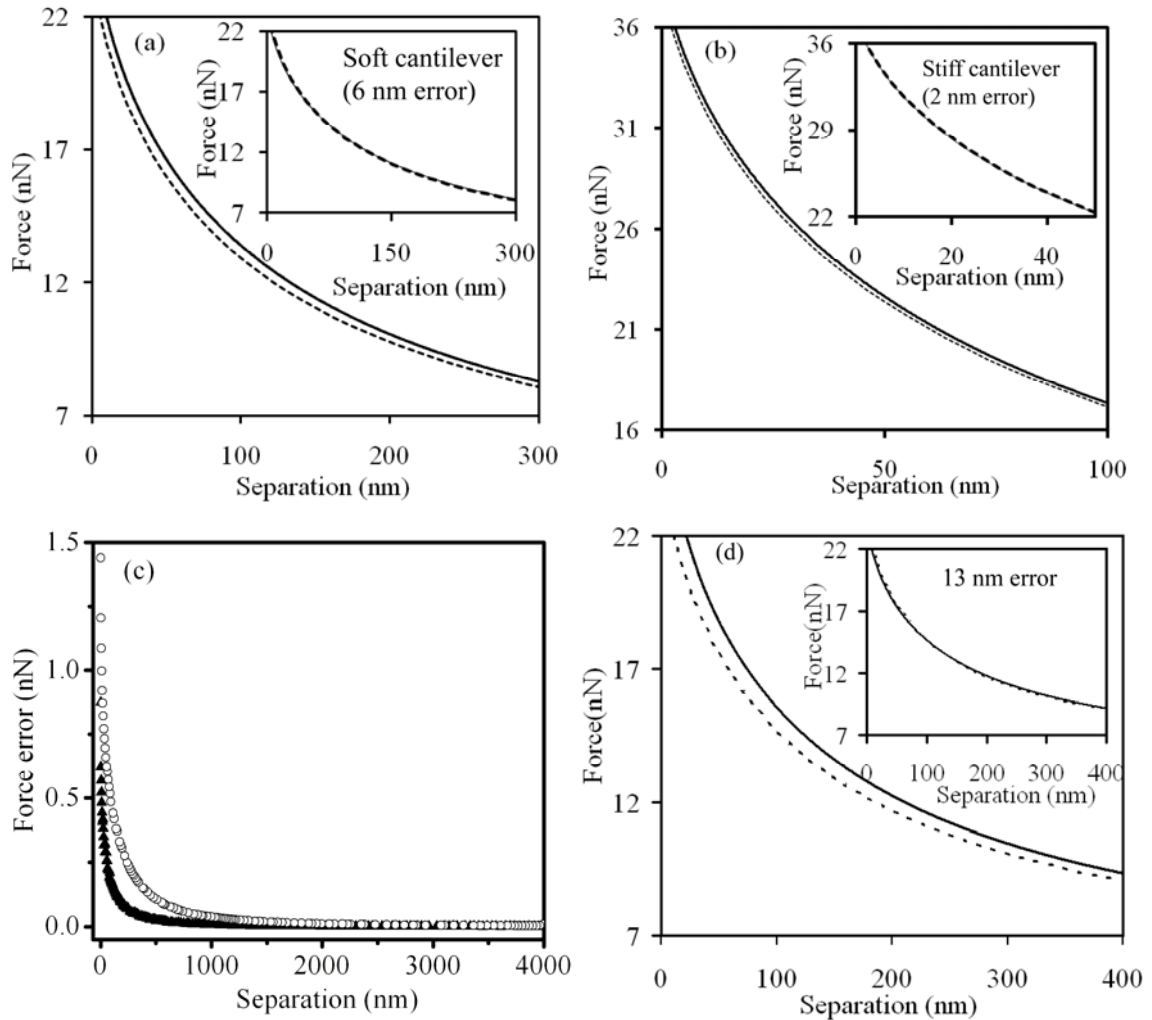 (a)
22
17
12
7
Force (nN)
0 100 200 300
Separation (nm)
Soft cantilever
(6 nm error)
22
17
12
7
Force (nN)
0 150 300
Separation (nm)
(b)
36
31
26
21
16
Force (nN)
0 50 100
Separation (nm)
Stiff cantilever
(2 nm error)
36
29
22
Force (nN)
0 20 40
Separation (nm)
(c)
1.5
1.0
0.5
0.0
Force error (nN)
0 1000 2000 3000 4000
Separation (nm)
(d)
22
17
12
7
Force(nN)
0 100 200 300 400
Separation (nm)
13 nm error
22
17
12
7
Force(nN)
0 100 200 300 400
Separation (nm)